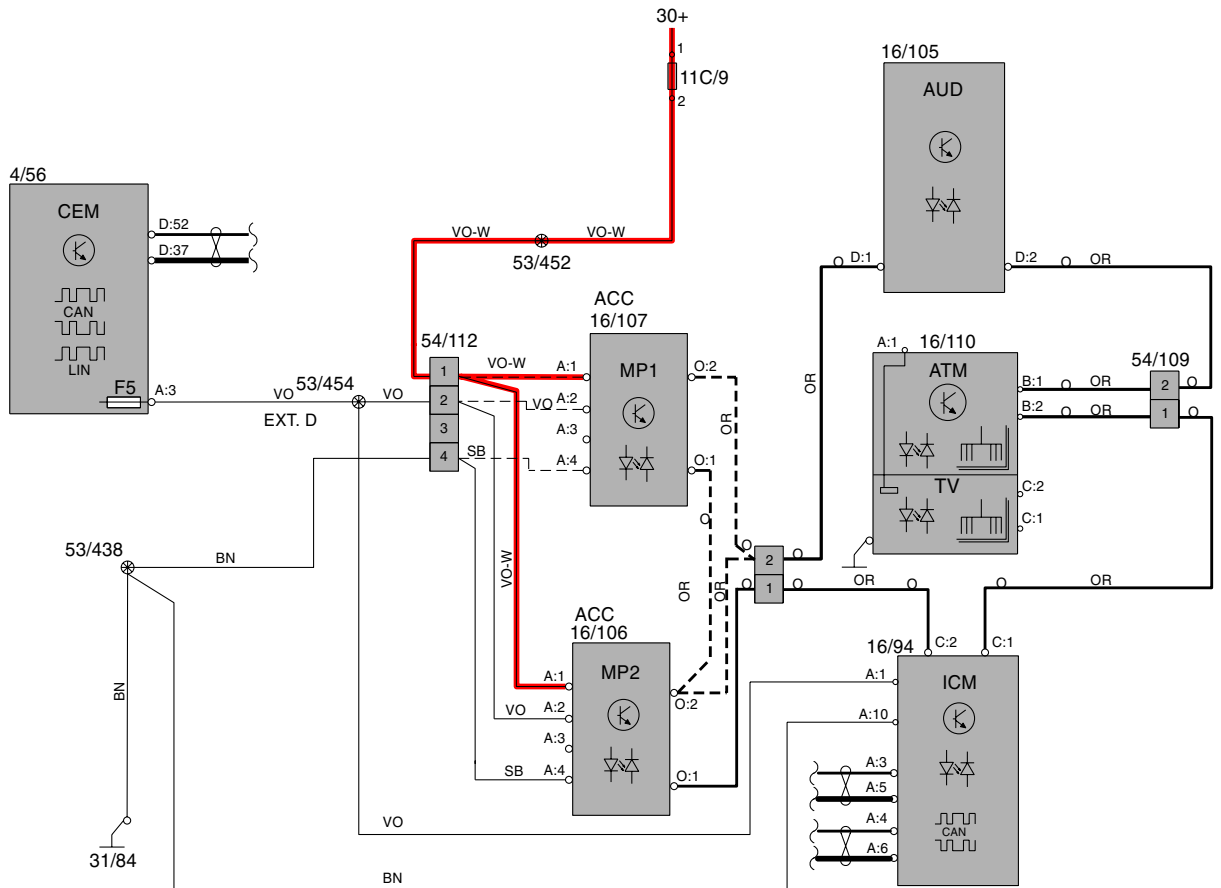 30+
1
11C/9
2
16/105
AUD
4/56
CEM
D:52
D:37
CAN
LIN
F5
A:3
VO-W
VO-W
53/452
O
D:1
D:2
O
OR
OR
ACC
16/107
MP1
54/112
1
2
3
4
VO-W
A:1
VO
A:2
A:3
SB
A:4
O:2
O:1
VO
53/454
VO
EXT. D
A:1
16/110
ATM
TV
B:1
O
OR
B:2
O
OR
54/109
2
O
1
O
C:2
C:1
OR
O
OR
OR
O
2
O
O
1
O
OR
O
O
OR
53/438
BN
BN
31/84
VO-W
ACC
16/106
MP2
A:1
VO
A:2
A:3
SB
A:4
O:2
O:1
16/94
C:2
C:1
ICM
A:1
A:10
A:3
A:5
A:4
A:6
CAN
VO
BN